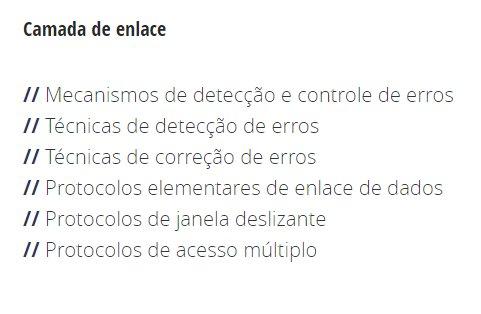 Camada de enlace
// Mecanismos de detecção e controle de erros
// Técnicas de detecção de erros
// Técnicas de correção de erros
// Protocolos elementares de enlace de dados
// Protocolos de janela deslizante
// Protocolos de acesso múltiplo